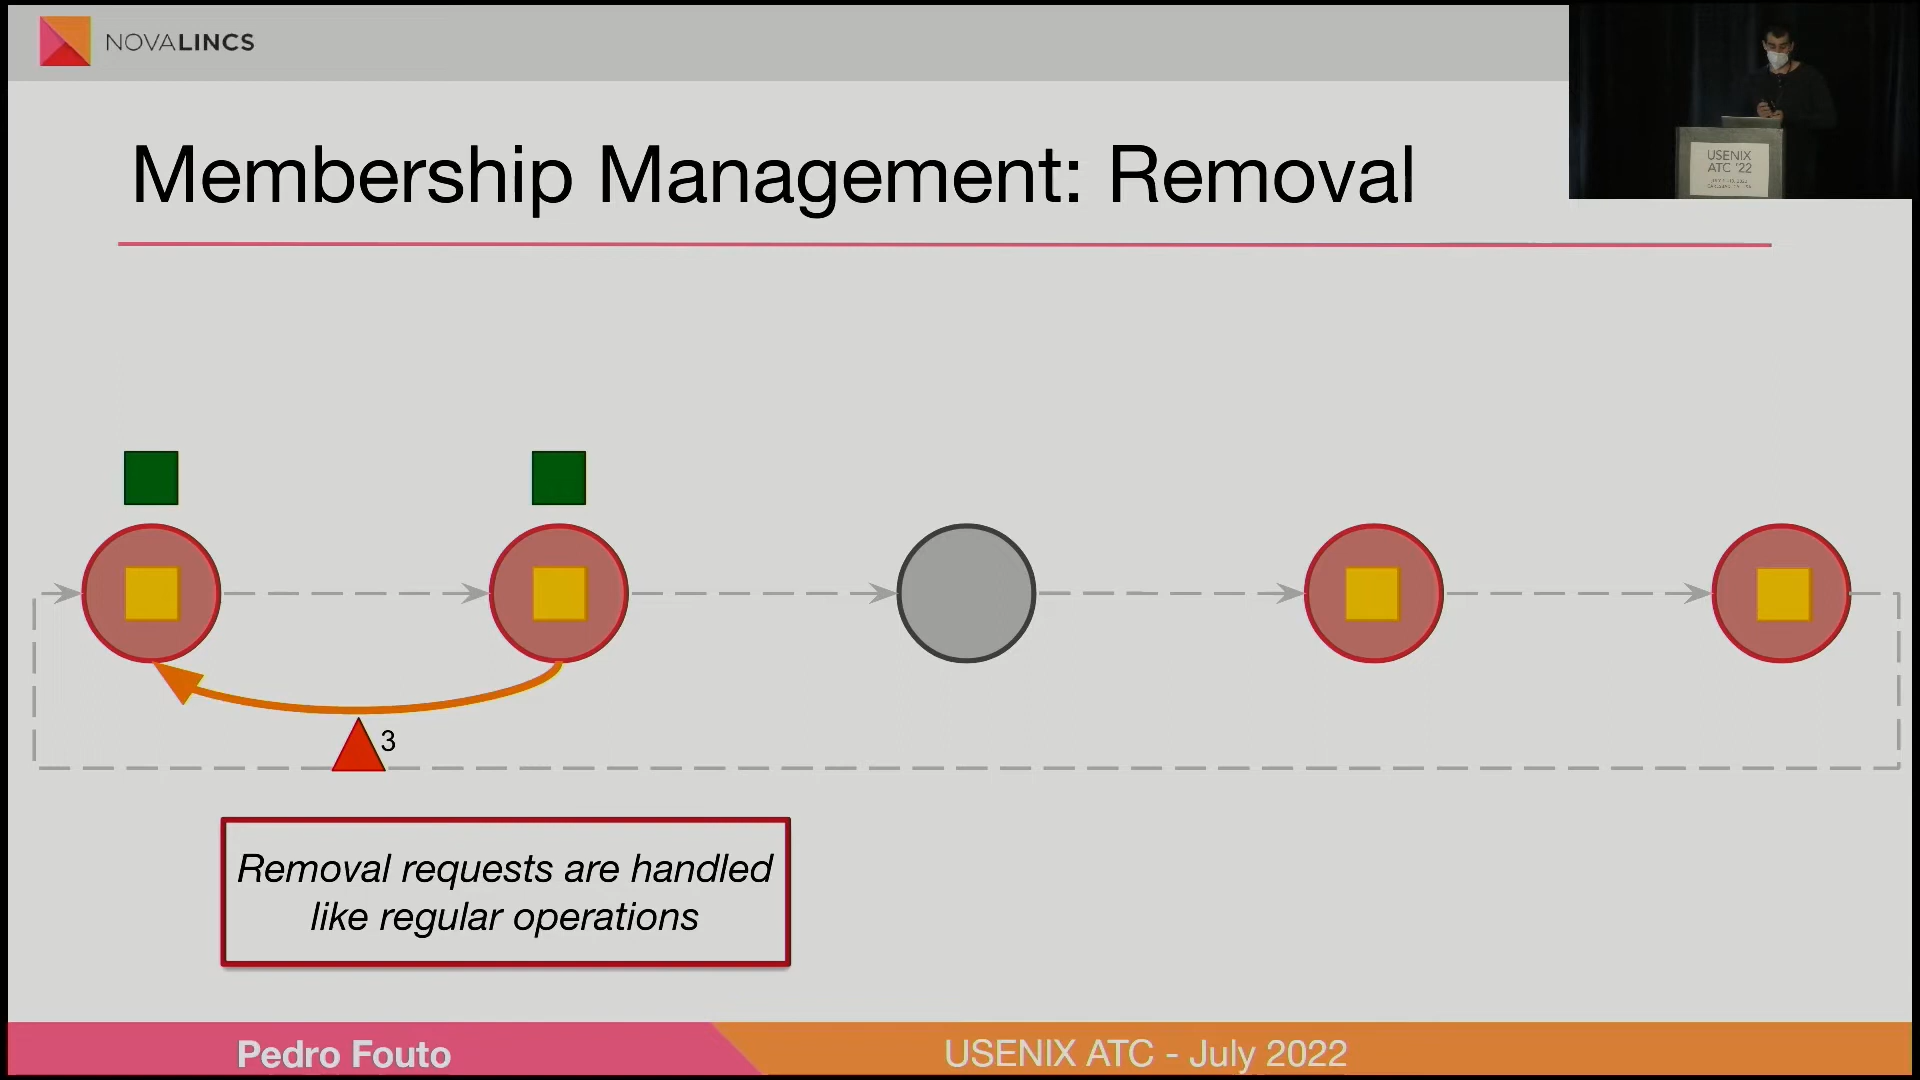 NOVALINCS
USENIX
ATC '22
Membership Management: Removal
3
Removal requests are handled
like regular operations
Pedro Fouto
USENIX ATC - July 2022